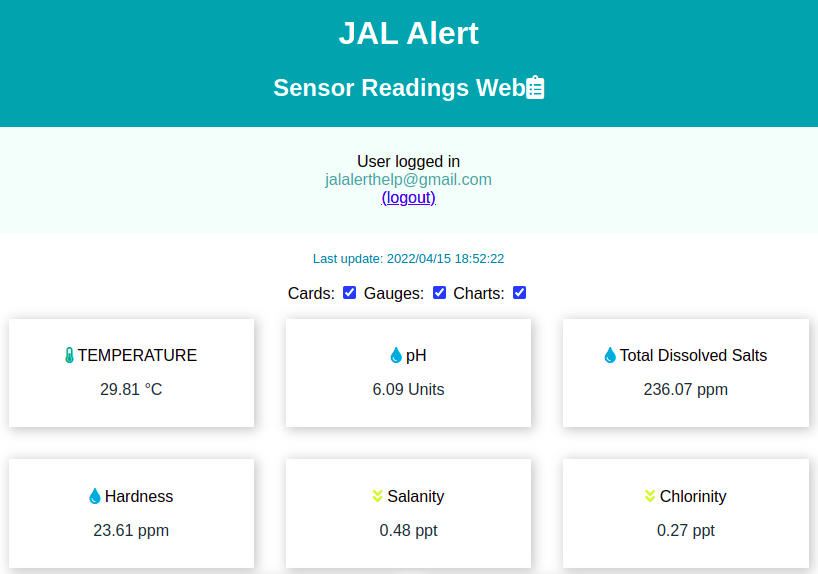 JAL Alert
Sensor Readings Web
User logged in
jalalerthelp@gmail.com
(logout)
Last update: 2022/04/15 18:52:22
Cards: Gauges: Charts:
TEMPERATURE
29.81 °C
pH
6.09 Units
Total Dissolved Salts
236.07 ppm
Hardness
23.61 ppm
Salanity
0.48 ppt
Chlorinity
0.27 ppt